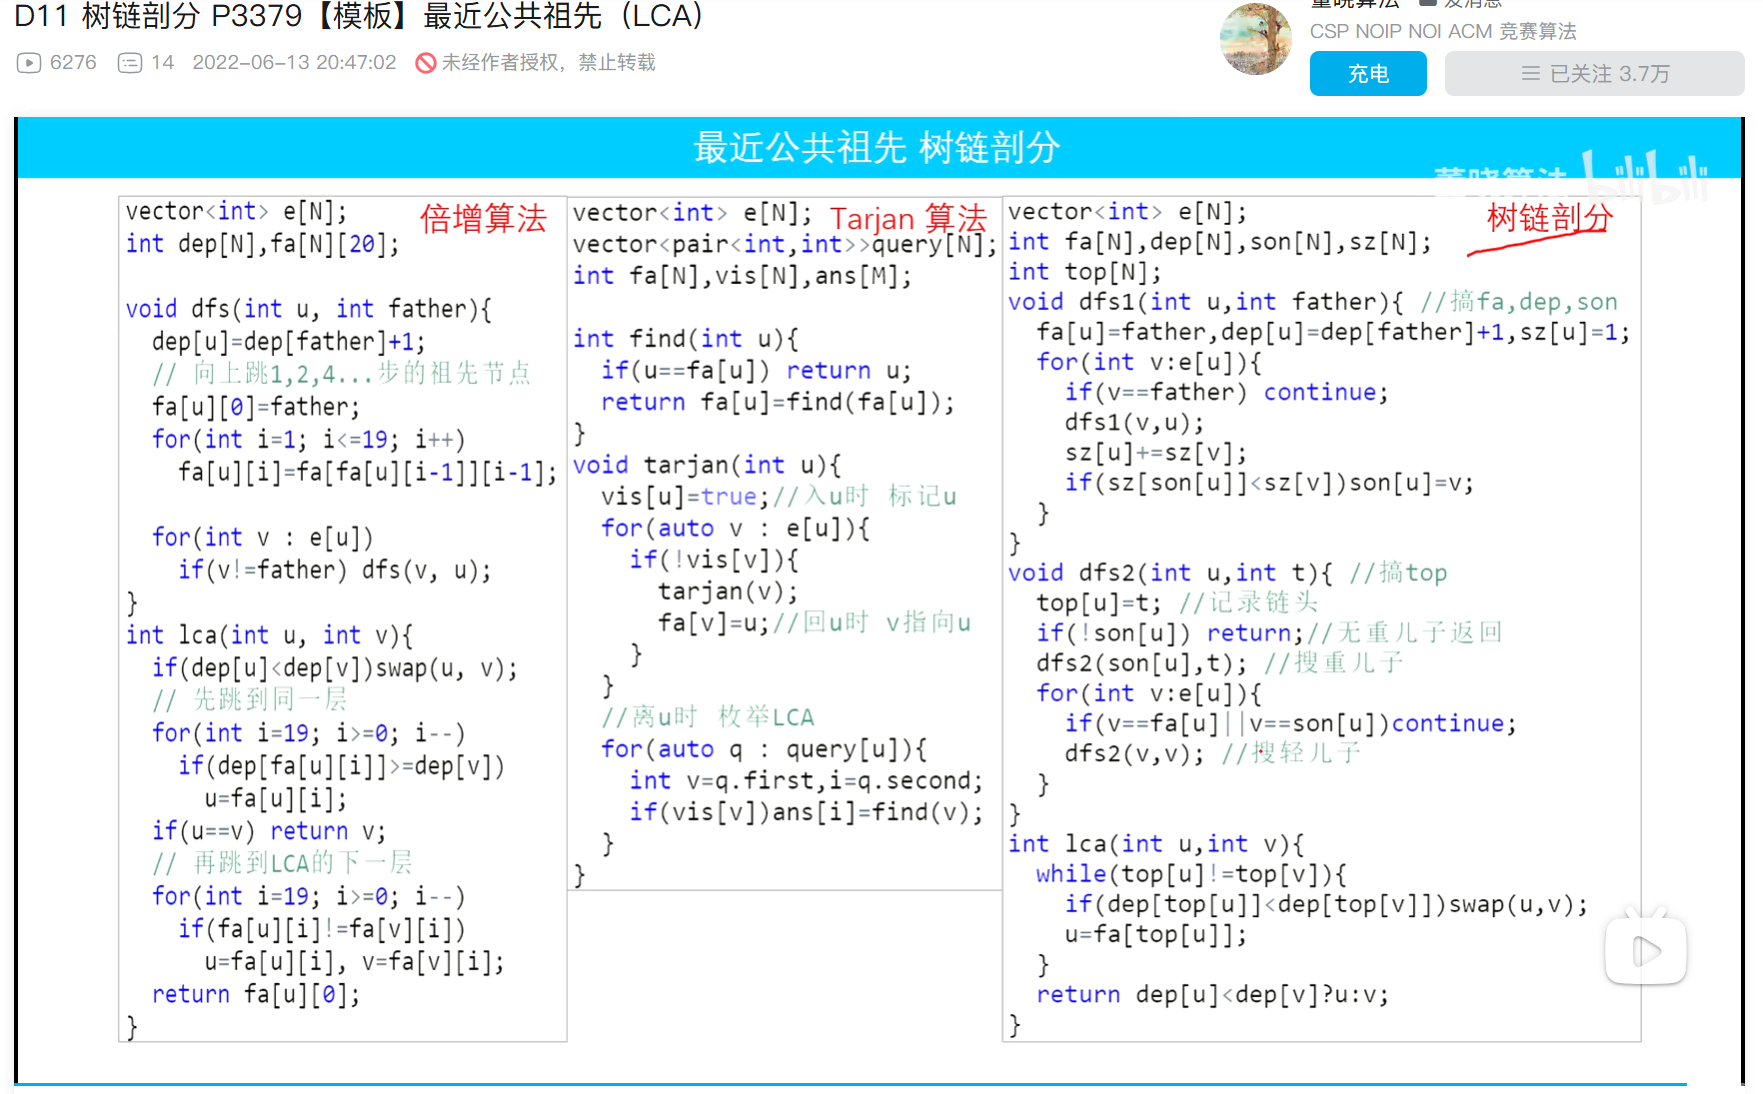 D11 树链剖分 P3379【模板】最近公共祖先（LCA）
6276 14 2022-06-13 20:47:02 未经作者授权，禁止转载
董晓算法 发消息
CSP NOIP NOI ACM 竞赛算法
充电
已关注 3.7万
最近公共祖先 树链剖分
董晓算法 bilibili
倍增算法
vector<int> e[N];
int dep[N],fa[N][20];
void dfs(int u, int father){
dep[u]=dep[father]+1;
// 向上跳1,2,4...步的祖先节点
fa[u][0]=father;
for(int i=1; i<=19; i++)
fa[u][i]=fa[fa[u][i-1]][i-1];
for(int v : e[u])
if(v!=father) dfs(v, u);
}
int lca(int u, int v){
if(dep[u]<dep[v])swap(u, v);
// 先跳到同一层
for(int i=19; i>=0; i--)
if(dep[fa[u][i]]>=dep[v])
u=fa[u][i];
if(u==v) return v;
// 再跳到LCA的下一层
for(int i=19; i>=0; i--)
if(fa[u][i]!=fa[v][i])
u=fa[u][i], v=fa[v][i];
return fa[u][0];
}
Tarjan 算法
vector<int> e[N];
vector<pair<int,int>>query[N];
int fa[N],vis[N],ans[M];
int find(int u){
if(u==fa[u]) return u;
return fa[u]=find(fa[u]);
}
void tarjan(int u){
vis[u]=true;//入u时 标记u
for(auto v : e[u]){
if(!vis[v]){
tarjan(v);
fa[v]=u;//回u时 v指向u
}
}
//离u时 枚举LCA
for(auto q : query[u]){
int v=q.first,i=q.second;
if(vis[v])ans[i]=find(v);
}
}
树链剖分
vector<int> e[N];
int fa[N],dep[N],son[N],sz[N];
int top[N];
void dfs1(int u,int father){ //搞fa,dep,son
fa[u]=father,dep[u]=dep[father]+1,sz[u]=1;
for(int v:e[u]){
if(v==father) continue;
dfs1(v,u);
sz[u]+=sz[v];
if(sz[son[u]]<sz[v])son[u]=v;
}
}
void dfs2(int u,int t){ //搞top
top[u]=t; //记录链头
if(!son[u]) return;//无重儿子返回
dfs2(son[u],t); //搜重儿子
for(int v:e[u]){
if(v==fa[u]||v==son[u])continue;
dfs2(v,v); //搜轻儿子
}
}
int lca(int u,int v){
while(top[u]!=top[v]){
if(dep[top[u]]<dep[top[v]])swap(u,v);
u=fa[top[u]];
}
return dep[u]<dep[v]?u:v;
}